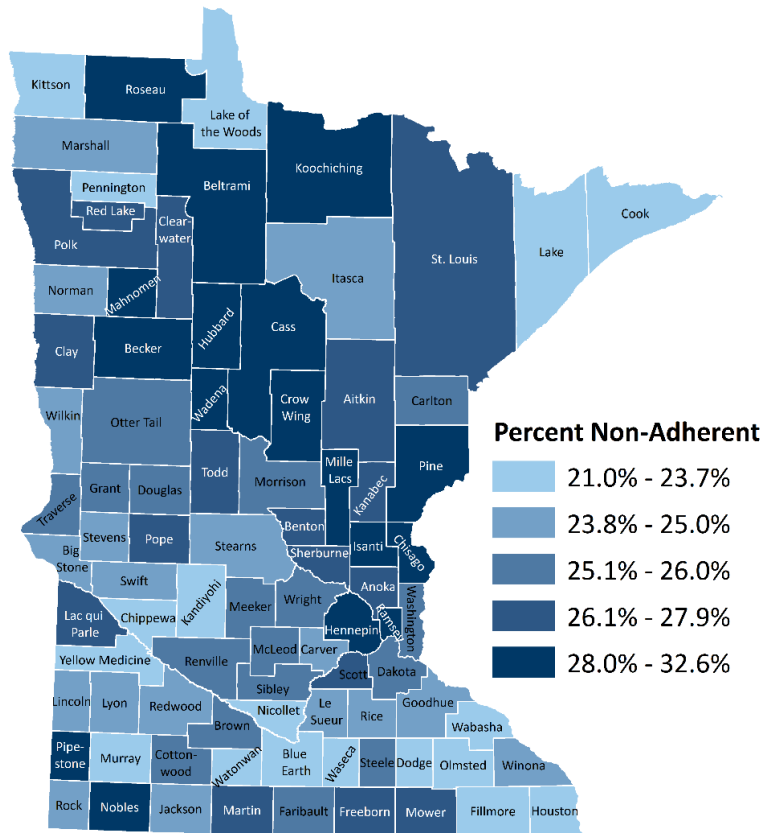 Kittson
Roseau
Lake of
the Woods
Marshall
Koochiching
Pennington
Beltrami
Red Lake
Clear-
water
Cook
Polk
Lake
St. Louis
Itasca
Norman
Mahnomen
Hubbard
Cass
Clay
Becker
Wadena
Crow
Wing
Aitkin
Carlton
Wilkin
Otter Tail
Percent Non-Adherent
21.0% - 23.7%
23.8% - 25.0%
25.1% - 26.0%
26.1% - 27.9%
28.0% - 32.6%
Mille
Lacs
Pine
Todd
Morrison
Kanabec
Grant
Douglas
Traverse
Benton
Stevens
Pope
Stearns
Isanti
Chisago
Big
Stone
Sherburne
Swift
Kandiyohi
Anoka
Meeker
Wright
Washington
Chippewa
Ramsey
Lac qui
Parle
Hennepin
McLeod
Carver
Yellow Medicine
Renville
Scott
Dakota
Sibley
Lincoln
Lyon
Redwood
Nicollet
Le
Sueur
Rice
Goodhue
Brown
Wabasha
Pipe-
stone
Murray
Cotton-
wood
Watonwan
Blue
Earth
Waseca
Steele
Dodge
Olmsted
Winona
Rock
Nobles
Jackson
Martin
Faribault
Freeborn
Mower
Fillmore
Houston